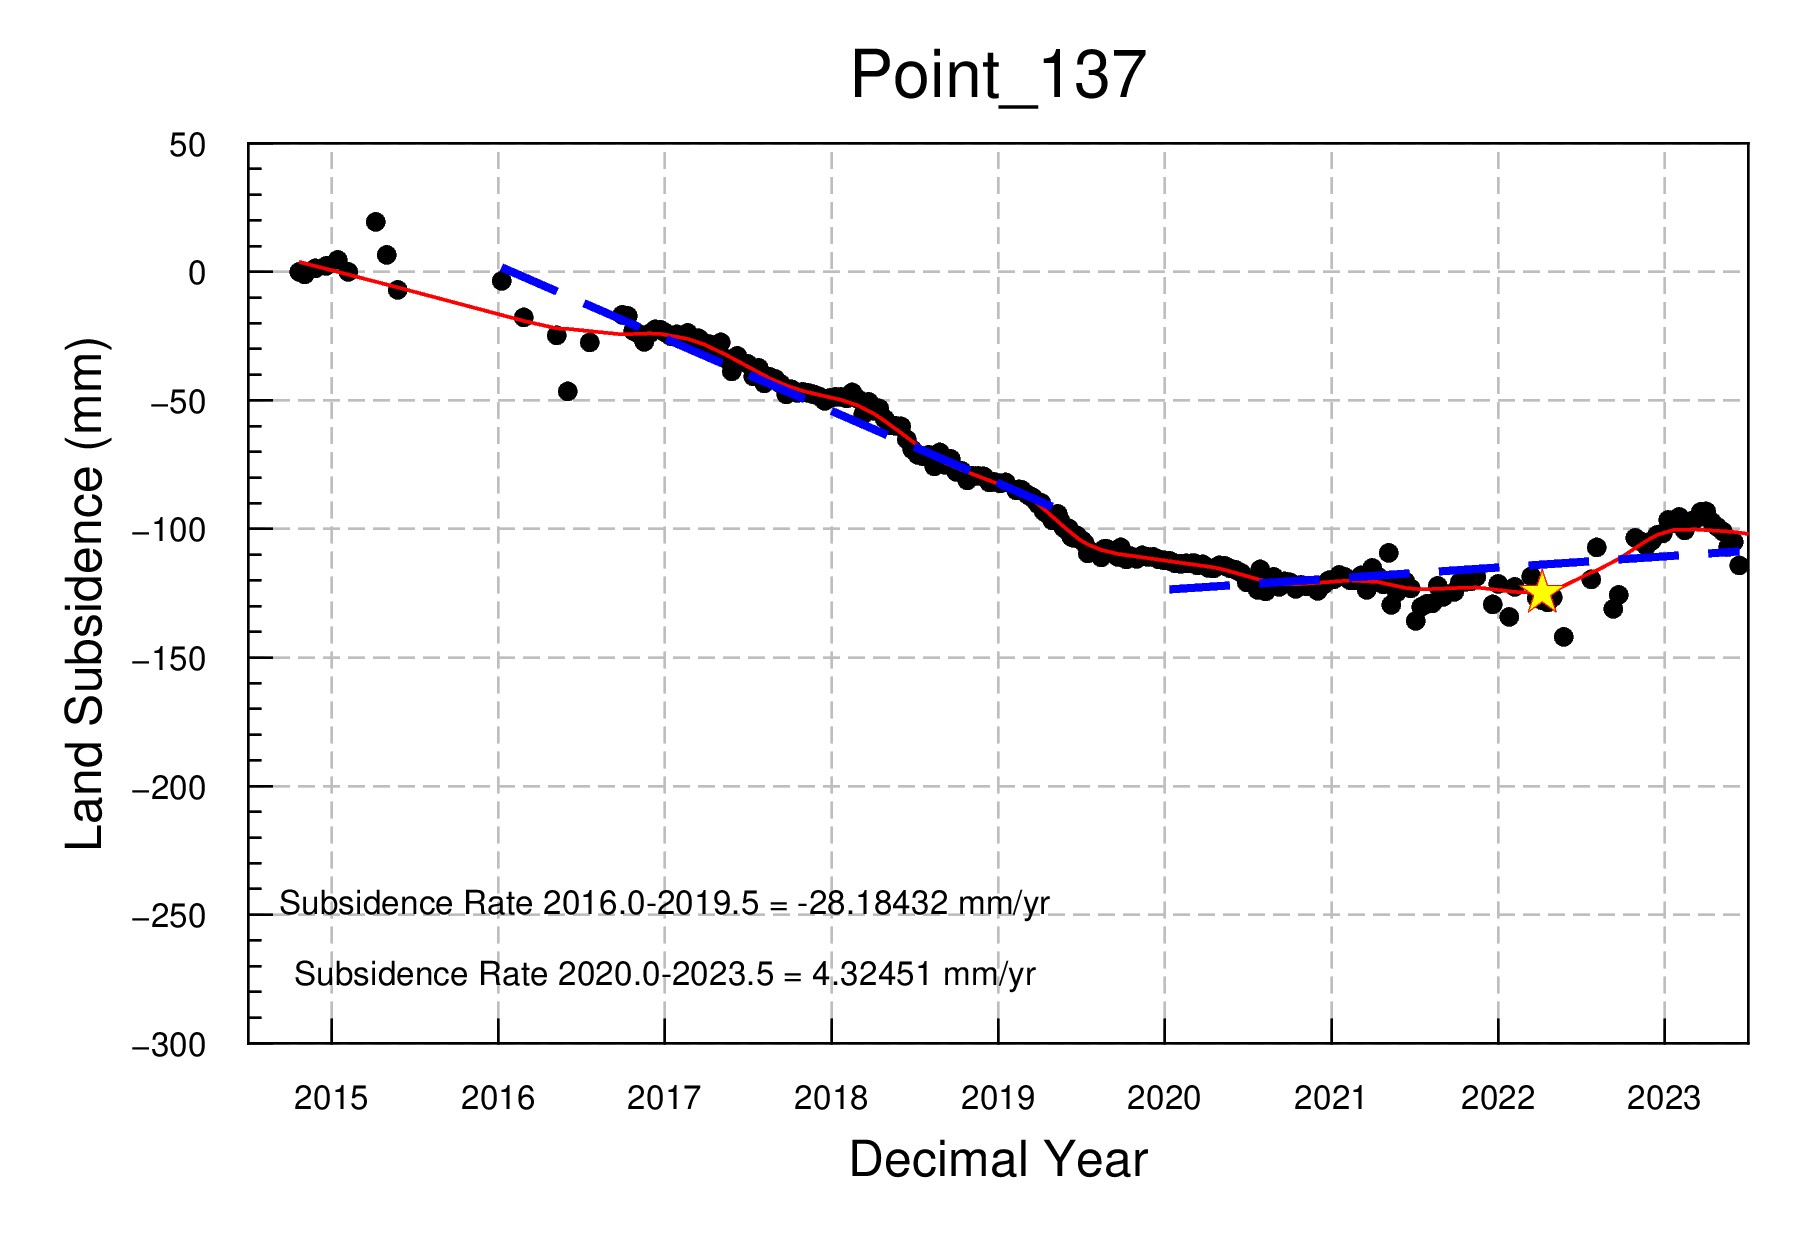 Point_137
50
0
−50
−100
−150
−200
−250
−300
Land Subsidence (mm)
Subsidence Rate 2016.0-2019.5 = -28.18432 mm/yr
Subsidence Rate 2020.0-2023.5 = 4.32451 mm/yr
2015 2016 2017 2018 2019 2020 2021 2022 2023
Decimal Year